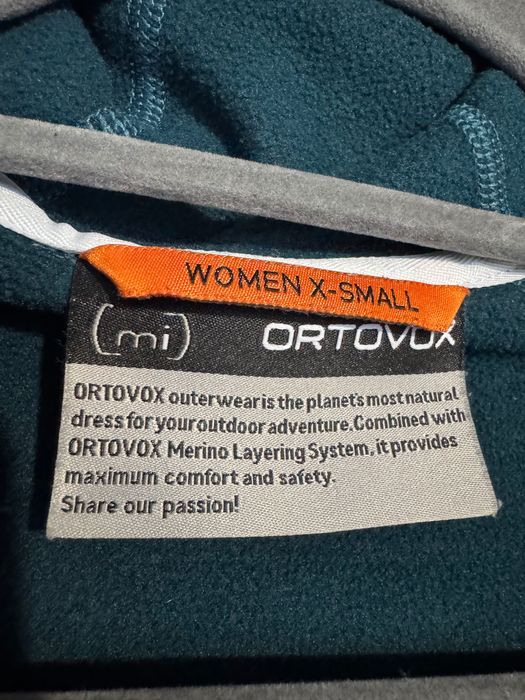 WOMEN X-SMALL
(mi) ORTOVOX
ORTOVOX outerwear is the planet's most natural
dress for your outdoor adventure. Combined with
ORTOVOX Merino Layering System, it provides
maximum comfort and safety.
Share our passion!